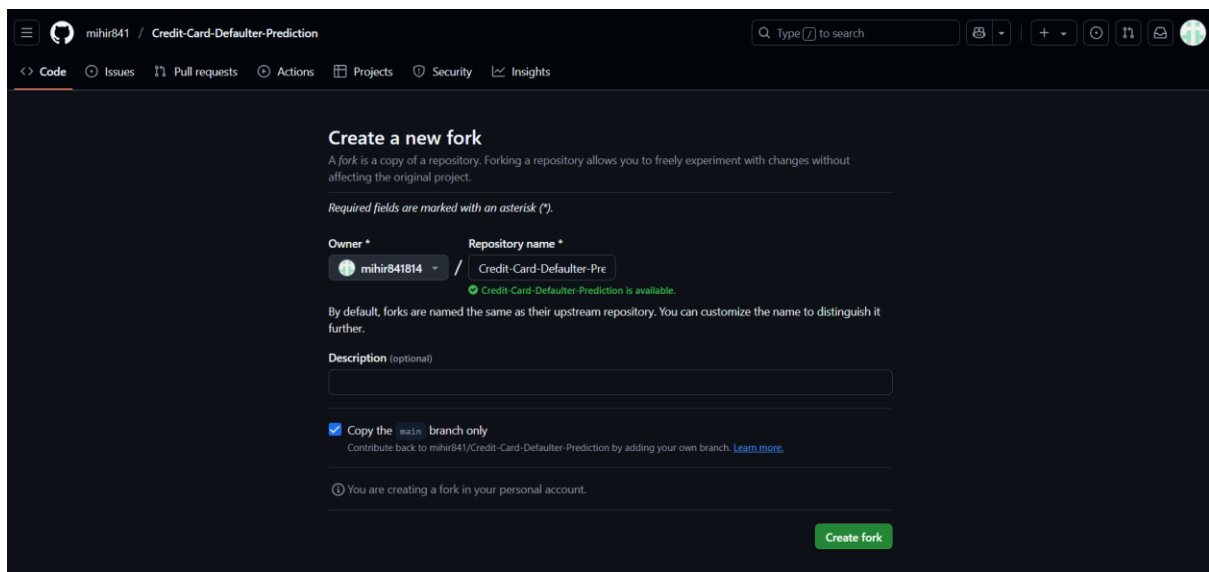 mihir841 / Credit-Card-Defaulter-Prediction
Type / to search
Code Issues Pull requests Actions Projects Security Insights
Create a new fork
A fork is a copy of a repository. Forking a repository allows you to freely experiment with changes without
affecting the original project.
Required fields are marked with an asterisk (*).
Owner * Repository name *
mihir841814 / Credit-Card-Defaulter-Pre
Credit-Card-Defaulter-Prediction is available.
By default, forks are named the same as their upstream repository. You can customize the name to distinguish it
further.
Description (optional)
Copy the main branch only
Contribute back to mihir841/Credit-Card-Defaulter-Prediction by adding your own branch. Learn more.
You are creating a fork in your personal account.
Create fork